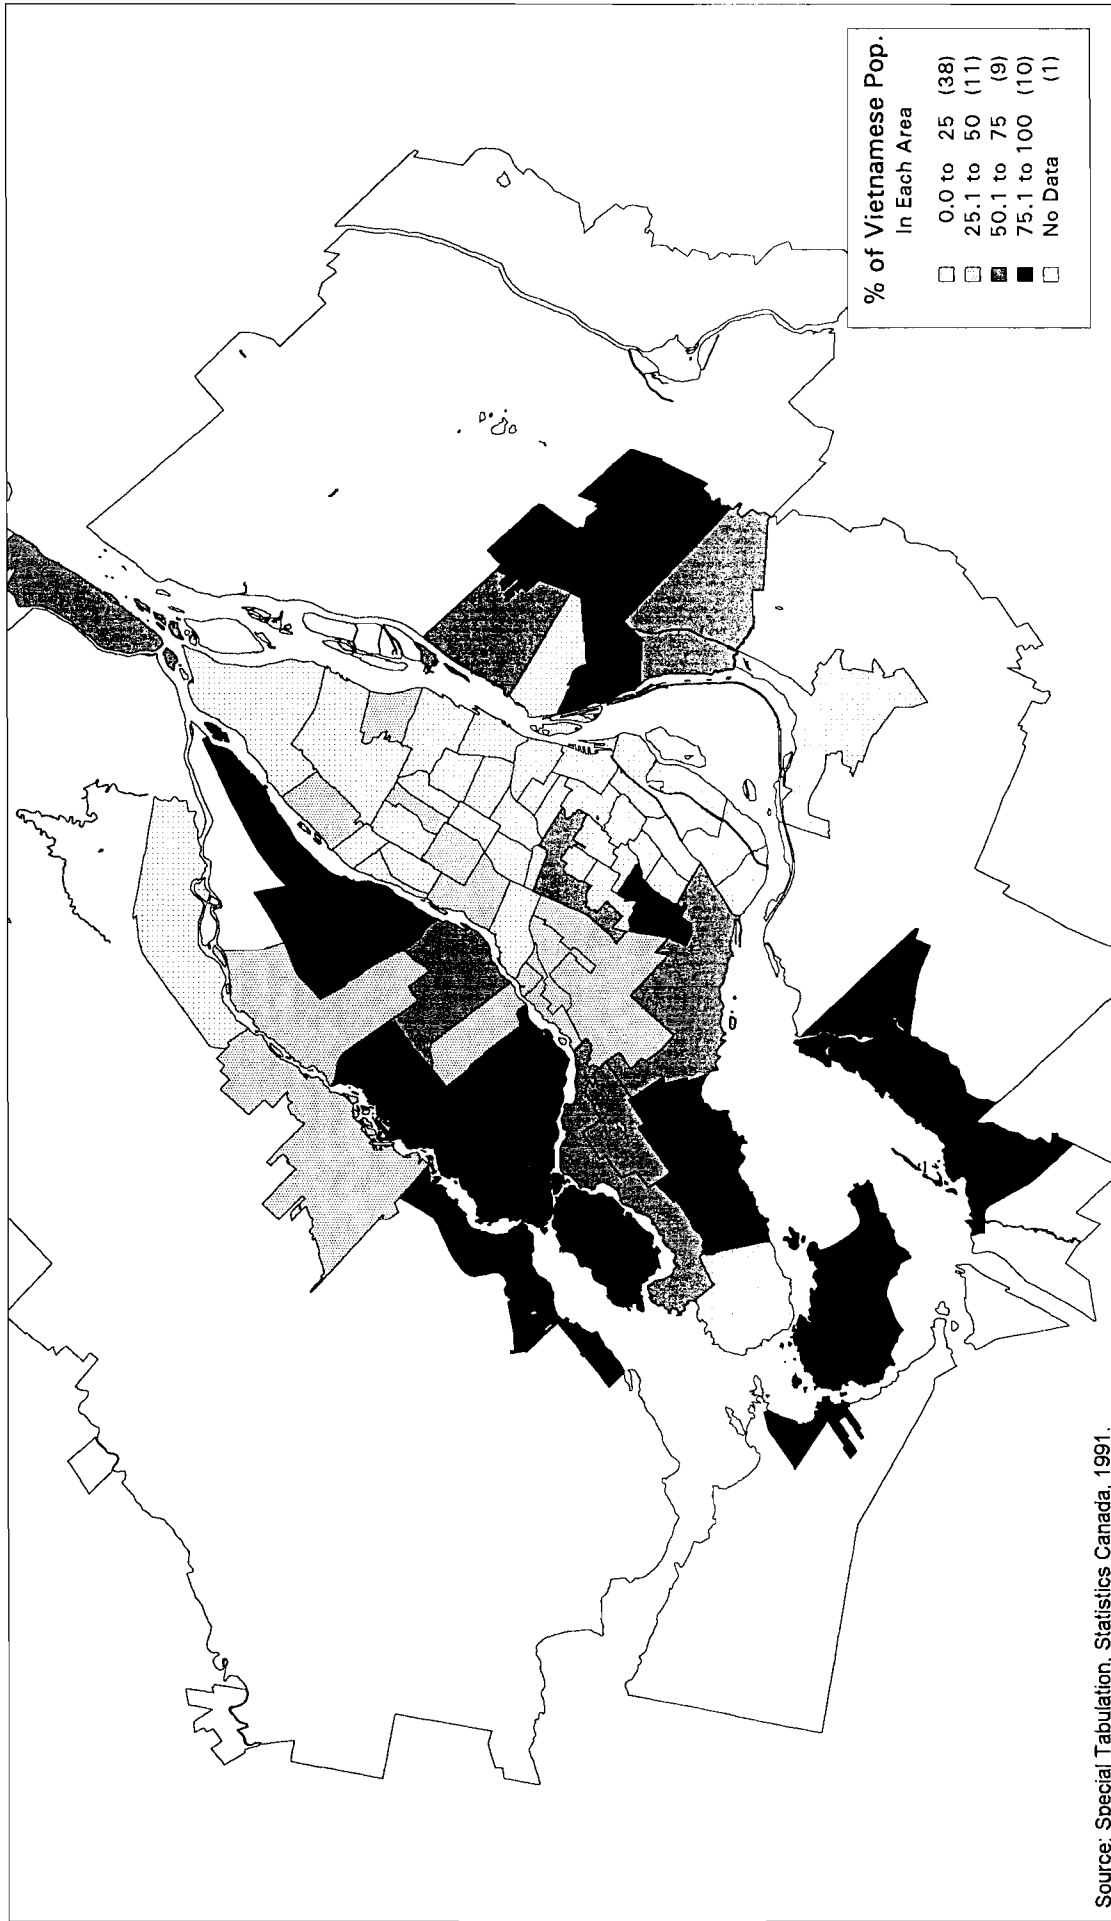 % of Vietnamese Pop.
In Each Area
0.0 to 25 (38)
25.1 to 50 (11)
50.1 to 75 (9)
75.1 to 100 (10)
No Data (1)
Source: Special Tabulation, Statistics Canada, 1991.